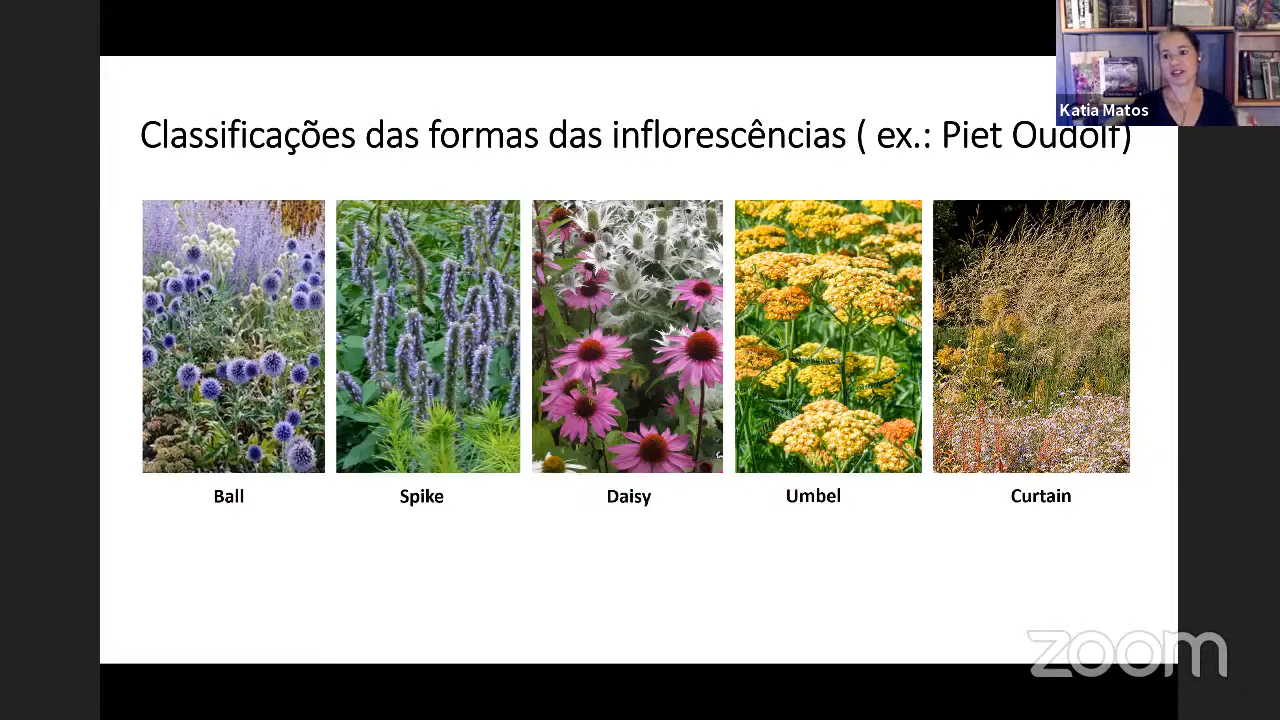 Katia Matos
Classificações das formas das inflorescências ( ex.: Piet Oudolf)
Ball
Spike
Daisy
Umbel
Curtain
zoom